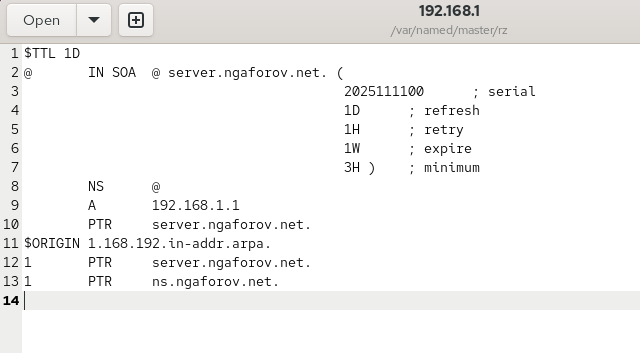 Open
192.168.1
/var/named/master/rz
1 $TTL 1D
2 @       IN SOA  @ server.ngaforov.net. (
3                                         2025111100      ; serial
4                                         1D      ; refresh
5                                         1H      ; retry
6                                         1W      ; expire
7                                         3H )    ; minimum
8         NS      @
9         A       192.168.1.1
10         PTR     server.ngaforov.net.
11 $ORIGIN 1.168.192.in-addr.arpa.
12 1       PTR     server.ngaforov.net.
13 1       PTR     ns.ngaforov.net.
14